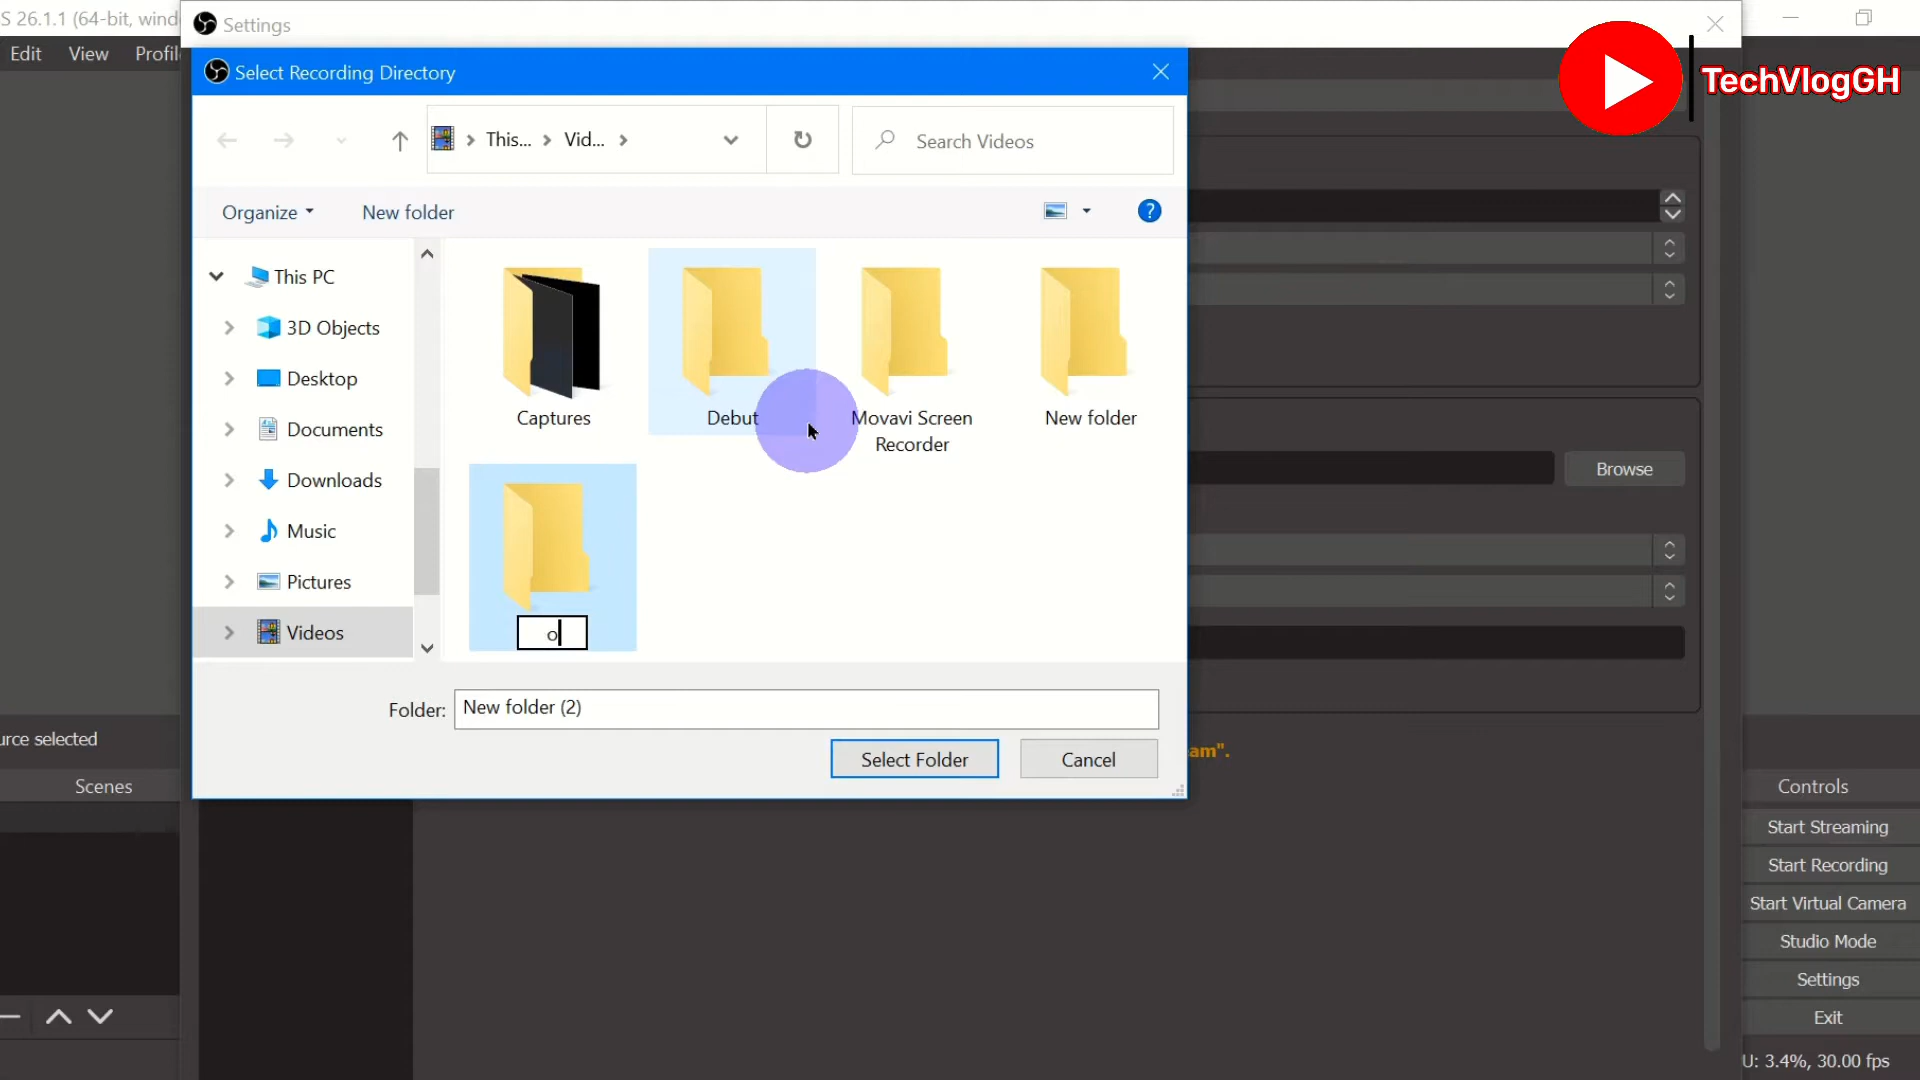 S 26.1.1 (64-bit, wind
Settings
Edit View Profil
TechVlogGH
Select Recording Directory
This... Vid...
Search Videos
Organize New folder
This PC
3D Objects
Desktop
Documents
Downloads
Music
Pictures
Videos
Captures
Debut
Movavi Screen
Recorder
New folder
o
Browse
Folder: New folder (2)
Select Folder Cancel
urce selected
am".
Scenes
Controls
Start Streaming
Start Recording
Start Virtual Camera
Studio Mode
Settings
Exit
U: 3.4%, 30.00 fps